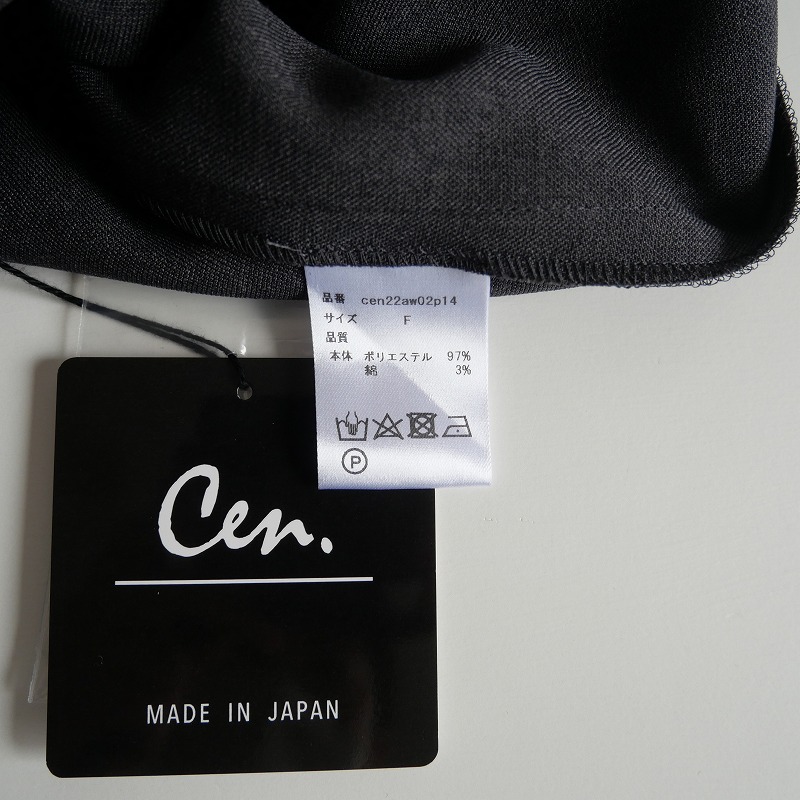 品番 cen22aw02p14
サイズ F
品質
本体 ポリエステル 97%
綿 3%
P
Cen.
MADE IN JAPAN